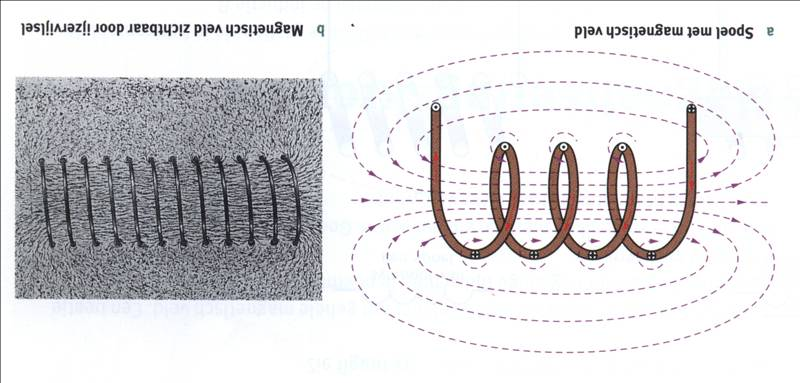 a Spoel met magnetisch veld
b Magnetisch veld zichtbaar door ijzervijlsel